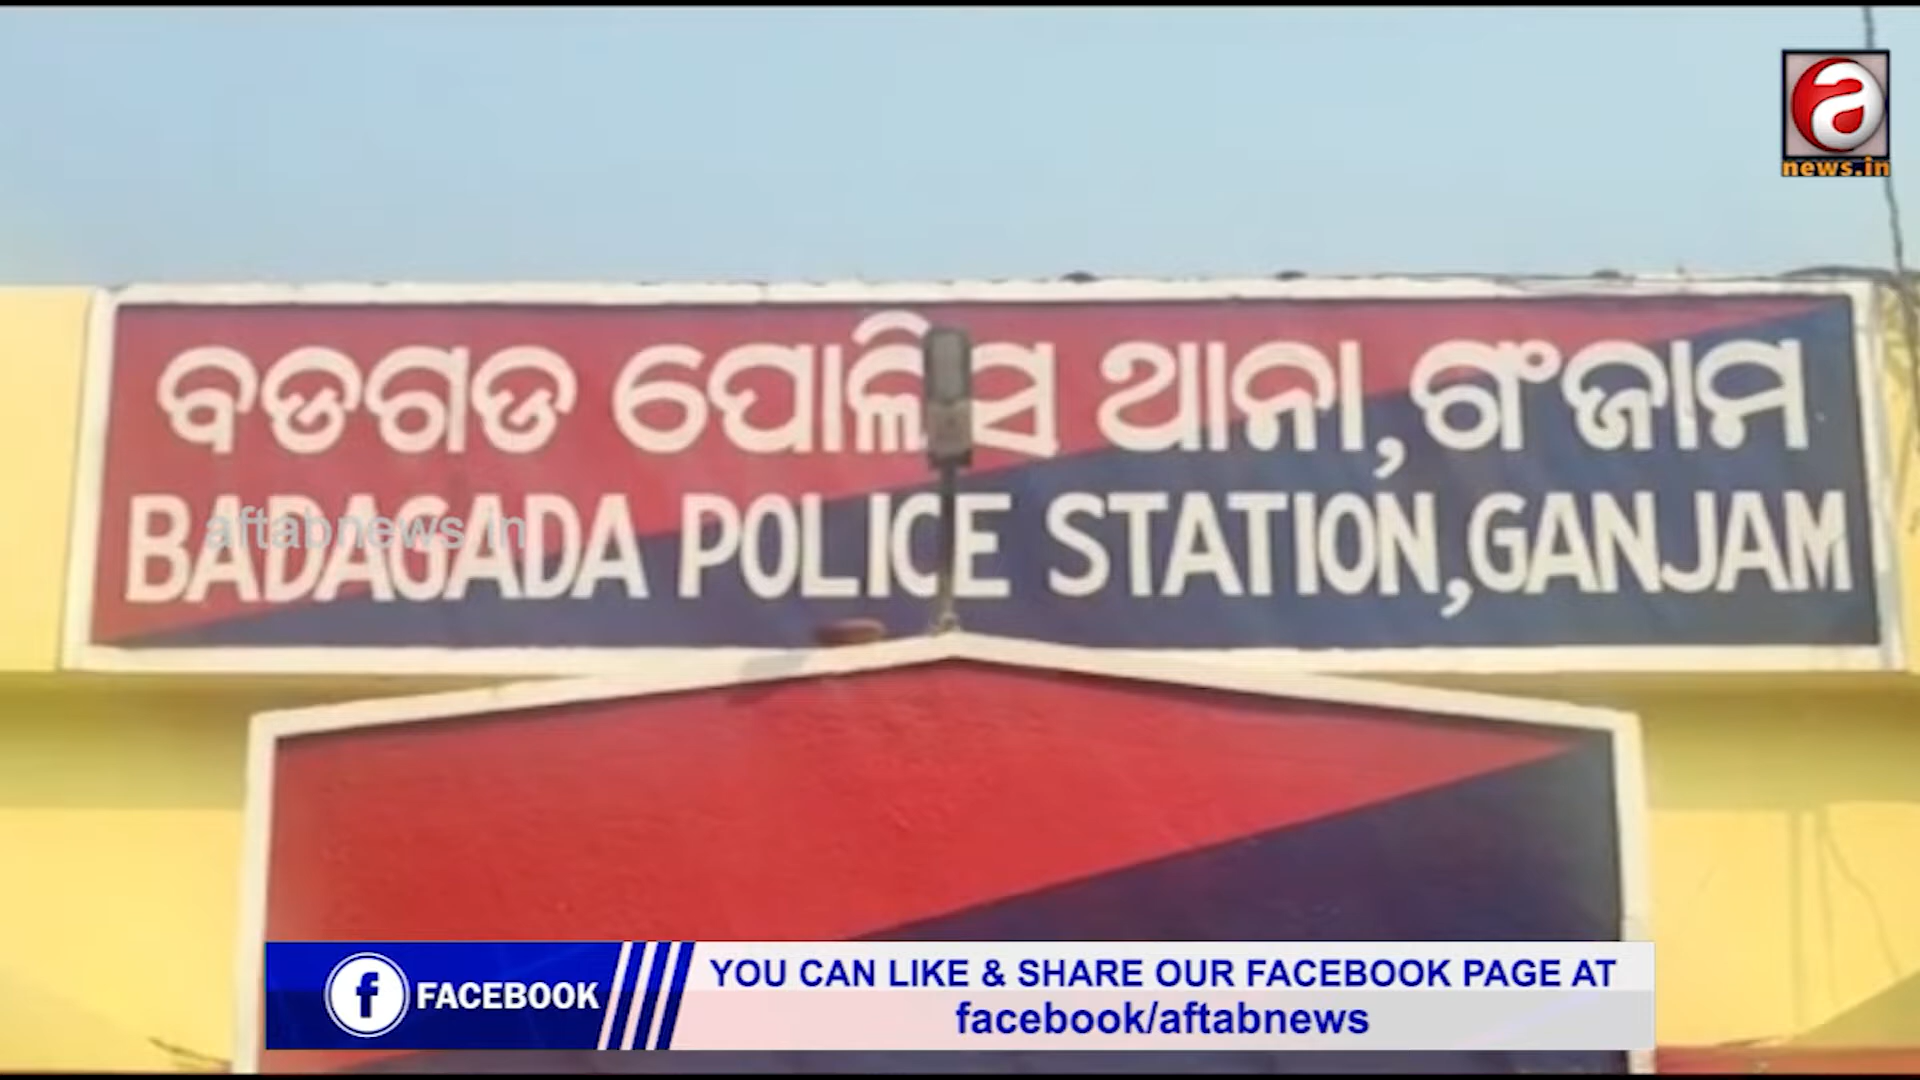 a
news.in
ବଡଗଡ ପୋଲିସ ଥାନା, ଗଂଜାମ
BADAGADA POLICE STATION, GANJAM
aftabnews.in
f FACEBOOK
YOU CAN LIKE & SHARE OUR FACEBOOK PAGE AT
facebook/aftabnews